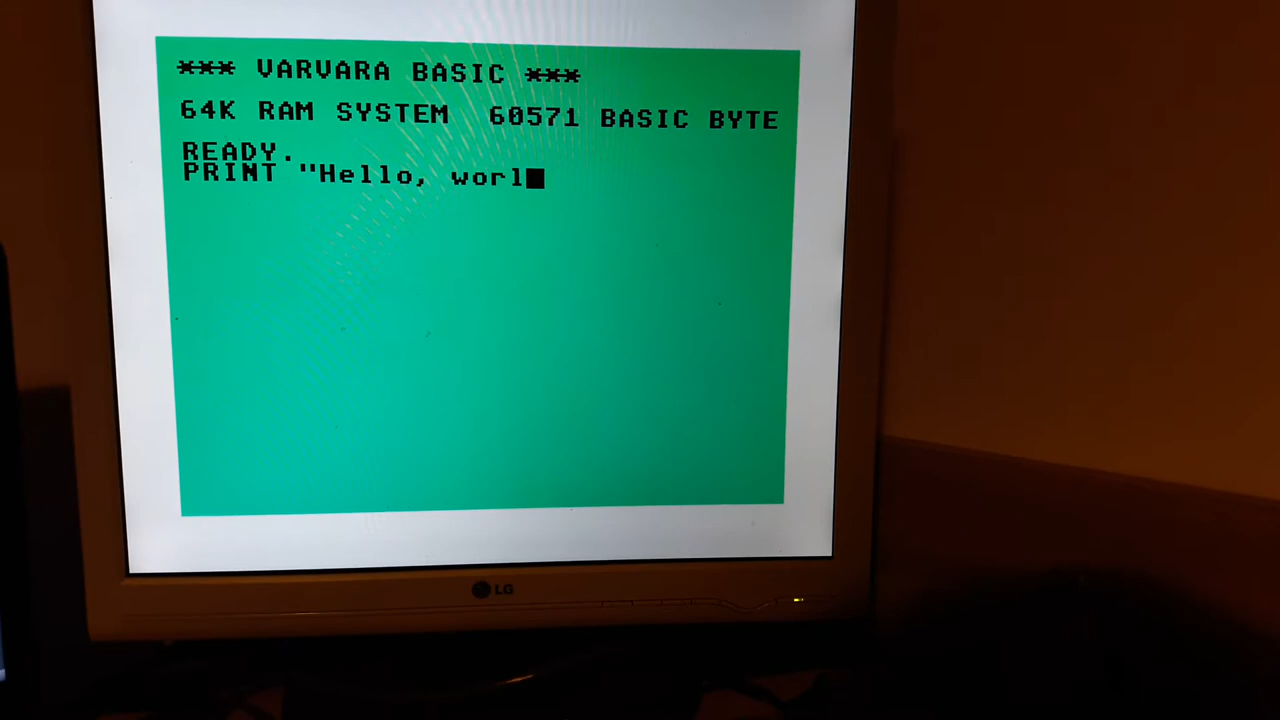 *** VARVARA BASIC ***
64K RAM SYSTEM  60571 BASIC BYTE
READY.
PRINT "Hello, worl
LG